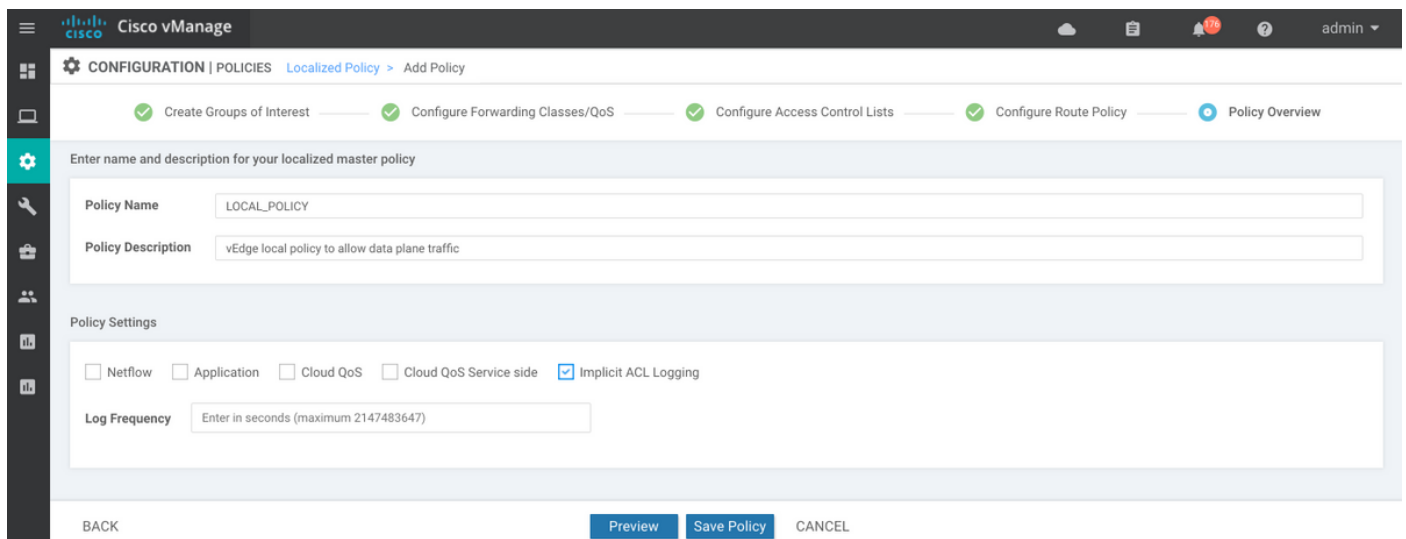 CISCO Cisco vManage 176 admin
CONFIGURATION | POLICIES Localized Policy > Add Policy
Create Groups of Interest Configure Forwarding Classes/QoS Configure Access Control Lists Configure Route Policy Policy Overview
Enter name and description for your localized master policy
Policy Name LOCAL_POLICY
Policy Description vEdge local policy to allow data plane traffic
Policy Settings
Netflow Application Cloud QoS Cloud QoS Service side Implicit ACL Logging
Log Frequency Enter in seconds (maximum 2147483647)
BACK Preview Save Policy CANCEL